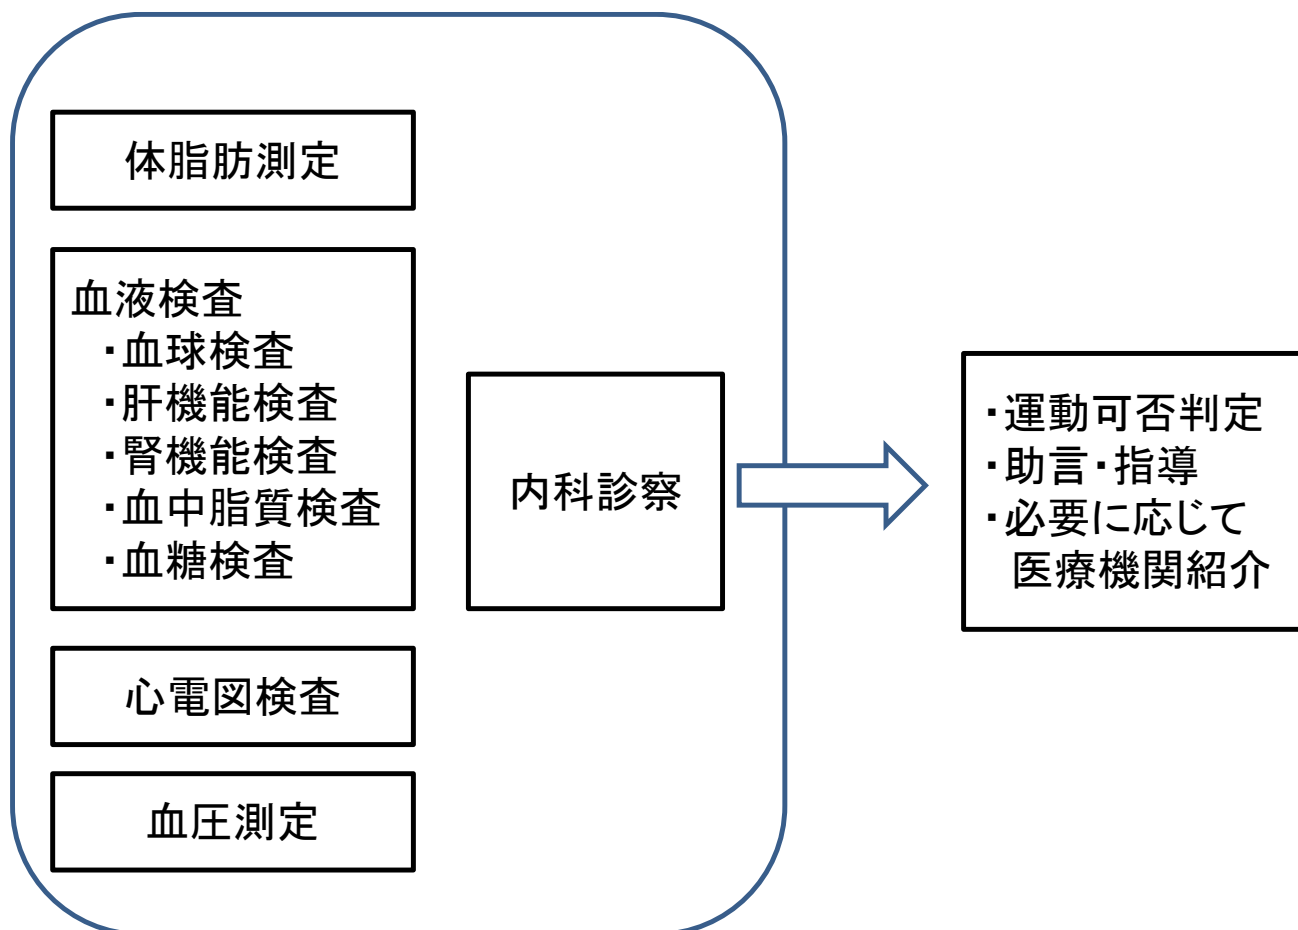 体脂肪測定
血液検査
・血球検査
・肝機能検査
・腎機能検査
・血中脂質検査
・血糖検査
心電図検査
血圧測定
内科診察
・運動可否判定
・助言・指導
・必要に応じて
医療機関紹介